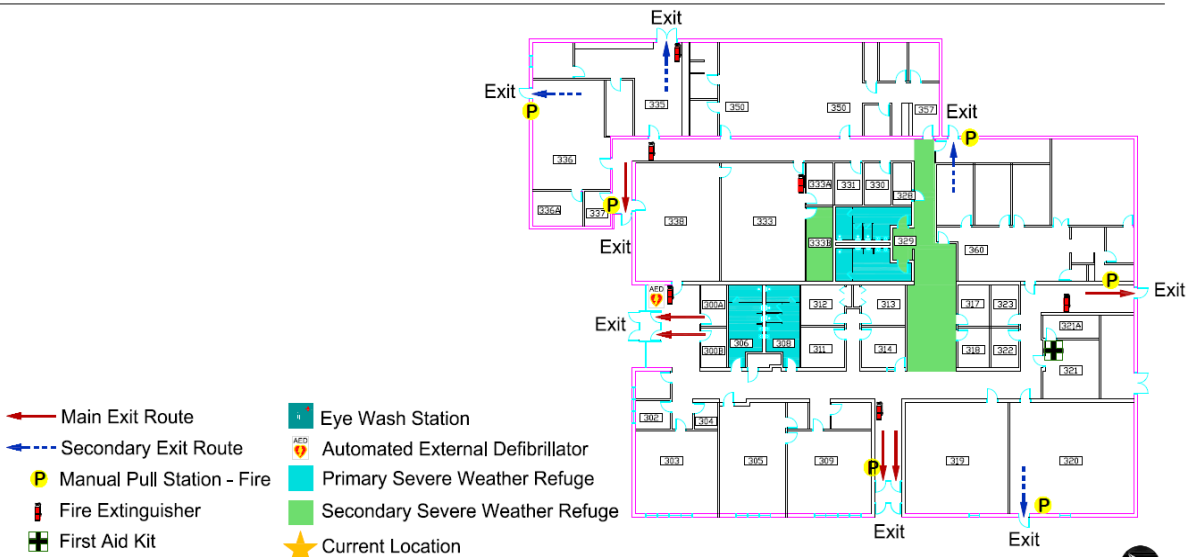 Exit
Exit
335
350
350
357
Exit
P
P
336
333A
331
330
328
336A
337
P
338
333
333B
329
Exit
360
P
Exit
AED
300A
312
313
317
323
Exit
321A
300B
306
308
311
314
318
322
321
302
304
303
305
309
319
320
P
P
Exit
Exit
Main Exit Route
Secondary Exit Route
P Manual Pull Station - Fire
Fire Extinguisher
First Aid Kit
Eye Wash Station
AED Automated External Defibrillator
Primary Severe Weather Refuge
Secondary Severe Weather Refuge
Current Location